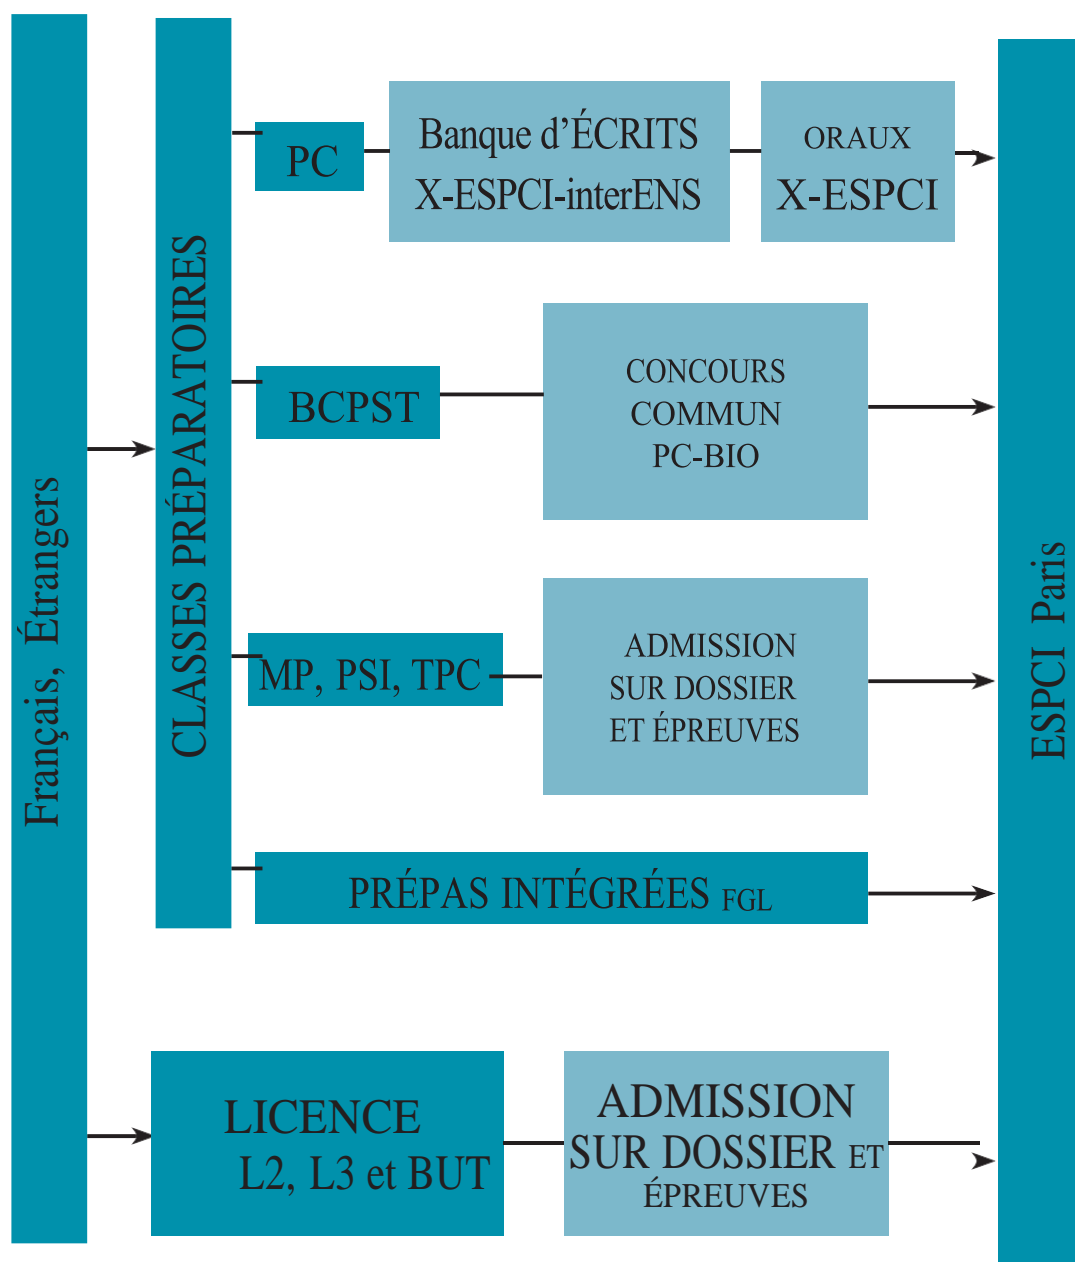 Français, Étrangers
CLASSES PRÉPARATOIRES
PC
Banque d'ÉCRITS
X-ESPCI-interENS
ORAUX
X-ESPCI
BCPST
CONCOURS
COMMUN
PC-BIO
MP, PSI, TPC
ADMISSION
SUR DOSSIER
ET ÉPREUVES
PRÉPAS INTÉGRÉES FGL
LICENCE
L2, L3 et BUT
ADMISSION
SUR DOSSIER ET
ÉPREUVES
ESPCI Paris